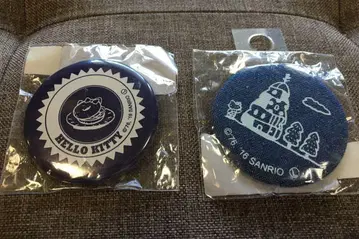 HELLO KITTY
©'76, '16 SANRIO Ⓛ
©'76 '16 SANRIO Ⓛ